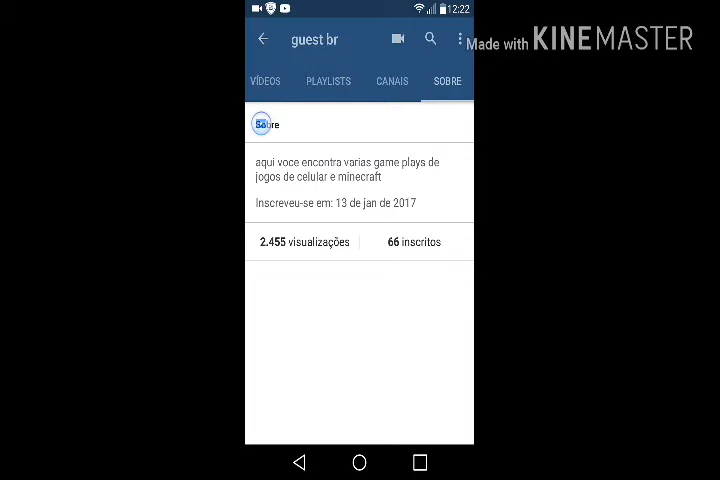 12:22
guest br
Made with KINEMASTER
VÍDEOS PLAYLISTS CANAIS SOBRE
Sobre
aqui voce encontra varias game plays de
jogos de celular e minecraft
Inscreveu-se em: 13 de jan de 2017
2.455 visualizações 66 inscritos